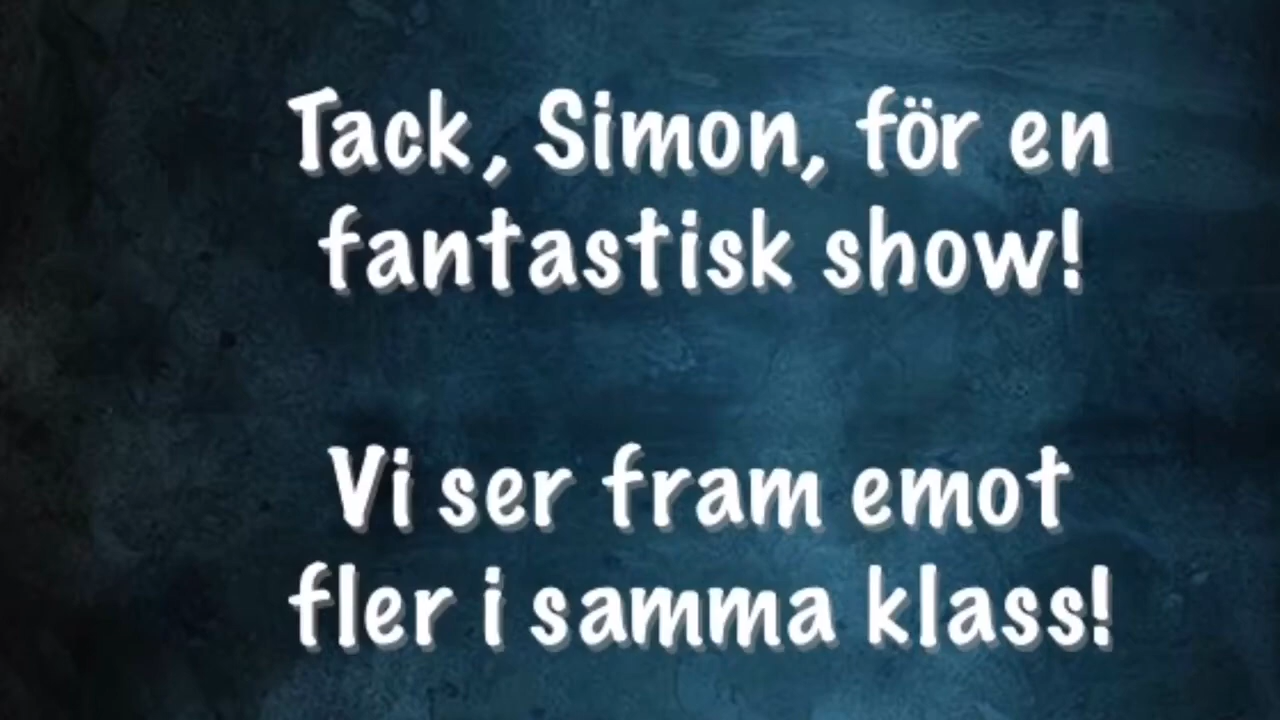 Tack, Simon, för en
fantastisk show!
Vi ser fram emot
fler i samma klass!